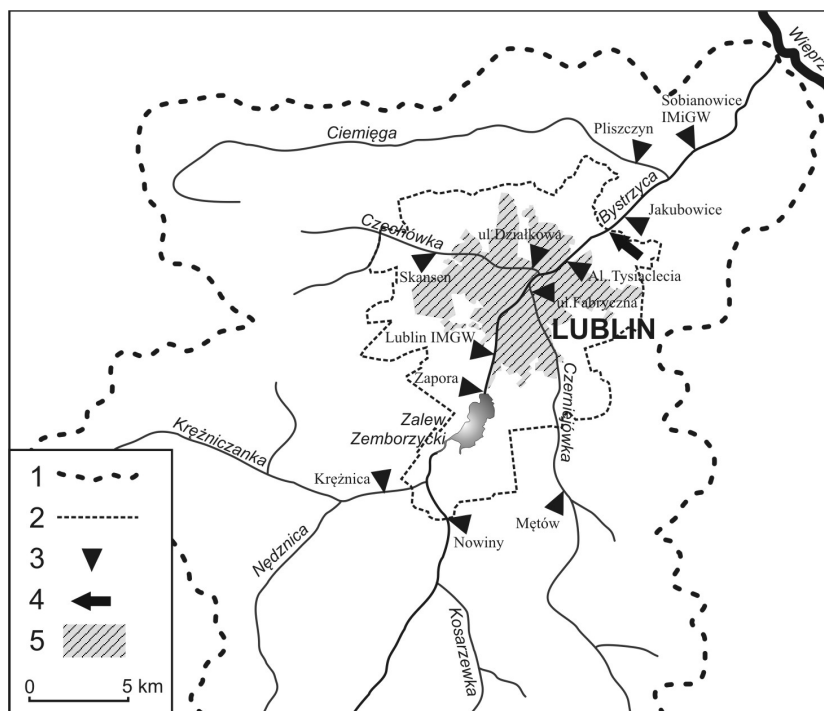 Wieprz
Sobianowice
IMiGW
Pliszczyn
Ciemięga
Bystrzyca
Jakubowice
Czechówka
ul.Działkowa
Skansen
Al. Tysiąclecia
ul.Fabryczna
LUBLIN
Lublin IMGW
Zapora
Czerniejówka
Zalew
Zemborzycki
Krężniczanka
Krężnica
Mętów
Nowiny
Nędznica
Kosarzewka
1
2
3
4
5
0 5 km